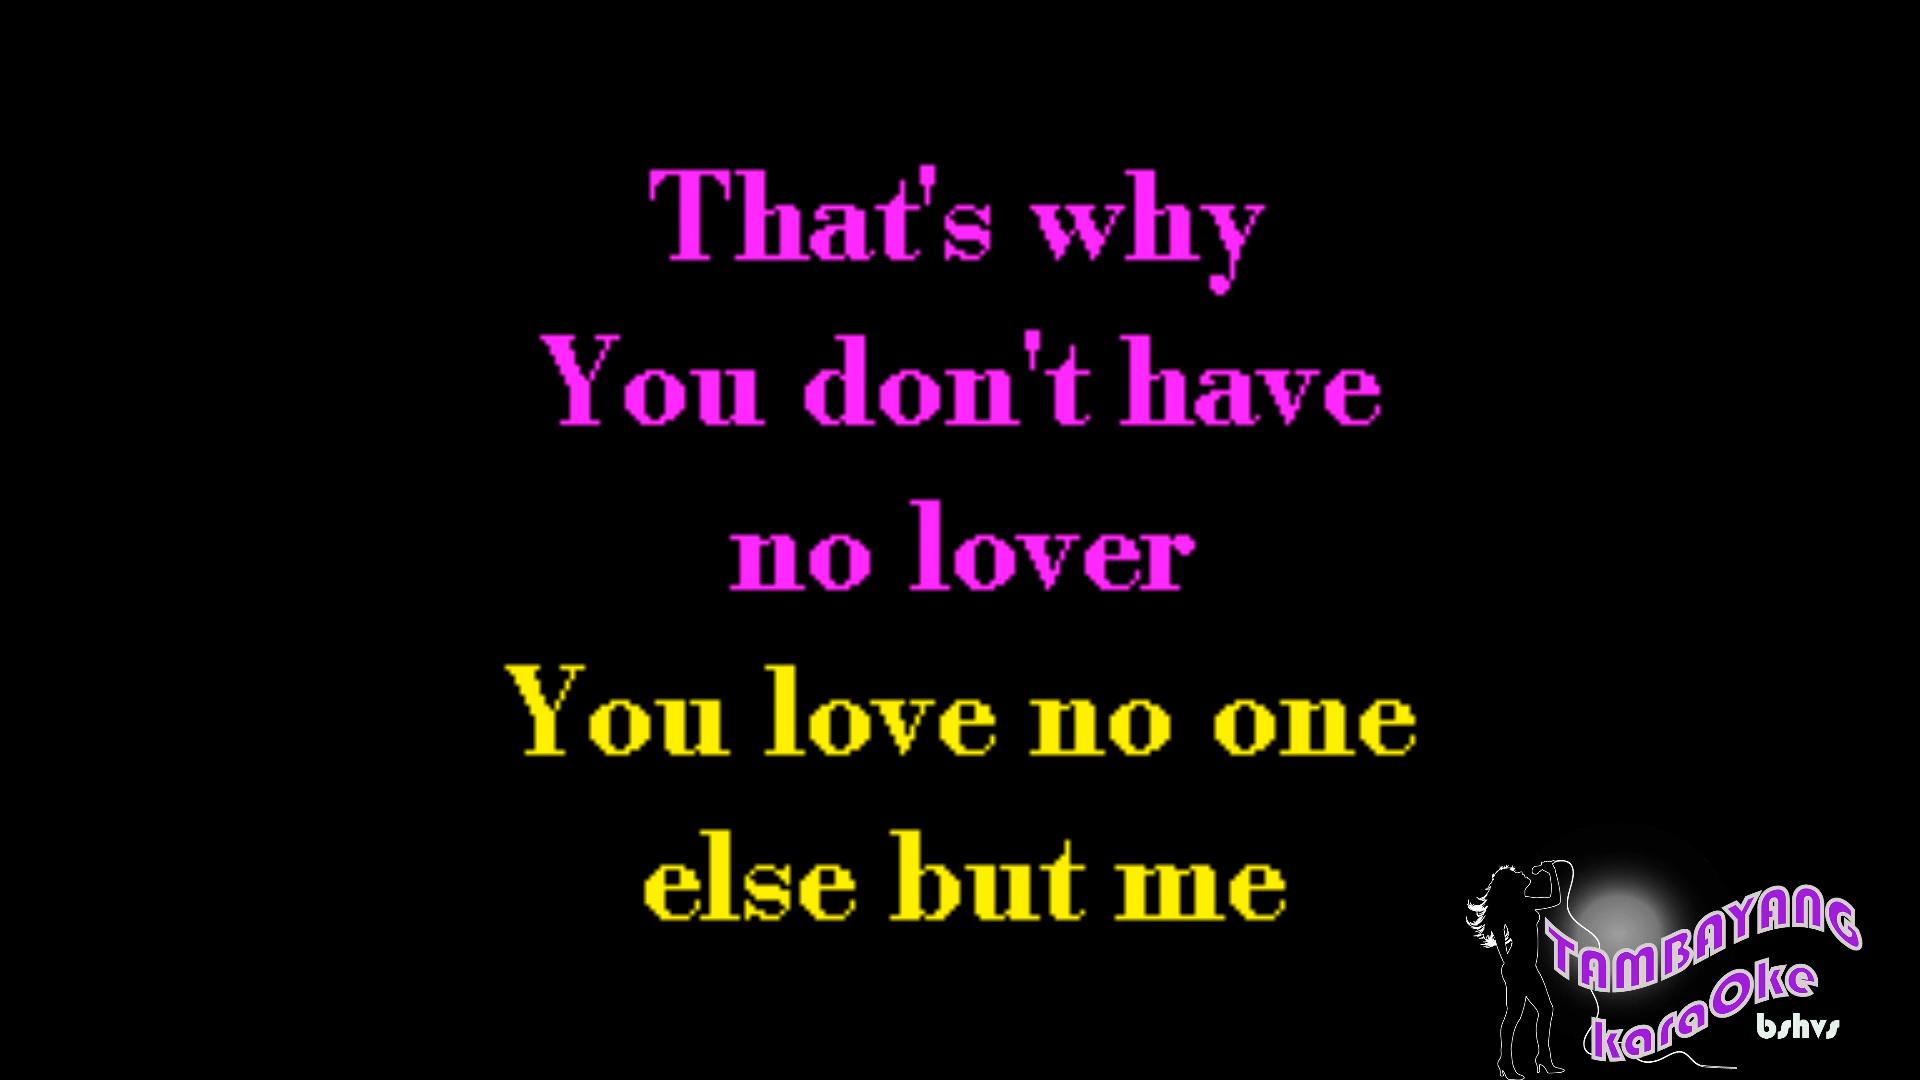 That's why
You don't have
no lover
You love no one
else but me
TAMBAYANG
karaOke
bshvs